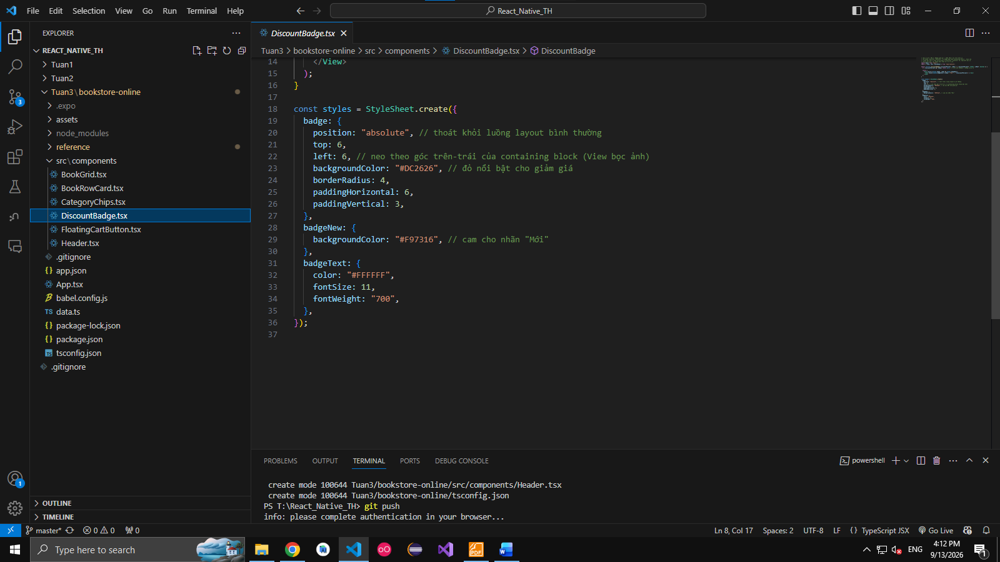 File Edit Selection View Go Run Terminal Help
React_Native_TH
EXPLORER
REACT_NATIVE_TH
Tuan1
Tuan2
Tuan3\bookstore-online
.expo
assets
node_modules
reference
src\components
BookGrid.tsx
BookRowCard.tsx
CategoryChips.tsx
DiscountBadge.tsx
FloatingCartButton.tsx
Header.tsx
.gitignore
app.json
App.tsx
babel.config.js
TS data.ts
package-lock.json
package.json
tsconfig.json
.gitignore
OUTLINE
TIMELINE
DiscountBadge.tsx
Tuan3 > bookstore-online > src > components > DiscountBadge.tsx > DiscountBadge
14 </View>
15 );
16 }
17
18 const styles = StyleSheet.create({
19 badge: {
20 position: "absolute", // thoát khỏi luồng layout bình thường
21 top: 6,
22 left: 6, // neo theo góc trên-trái của containing block (View bọc ảnh)
23 backgroundColor: "#DC2626", // đỏ nổi bật cho giảm giá
24 borderRadius: 4,
25 paddingHorizontal: 6,
26 paddingVertical: 3,
27 },
28 badgeNew: {
29 backgroundColor: "#F97316", // cam cho nhãn "Mới"
30 },
31 badgeText: {
32 color: "#FFFFFF",
33 fontSize: 11,
34 fontWeight: "700",
35 },
36 });
37
PROBLEMS OUTPUT TERMINAL PORTS DEBUG CONSOLE
powershell
create mode 100644 Tuan3/bookstore-online/src/components/Header.tsx
create mode 100644 Tuan3/bookstore-online/tsconfig.json
PS T:\React_Native_TH> git push
info: please complete authentication in your browser...
master* 0 0 0
Ln 8, Col 17 Spaces: 2 UTF-8 LF {} TypeScript JSX Go Live
Type here to search
ENG
4:12 PM
9/13/2026